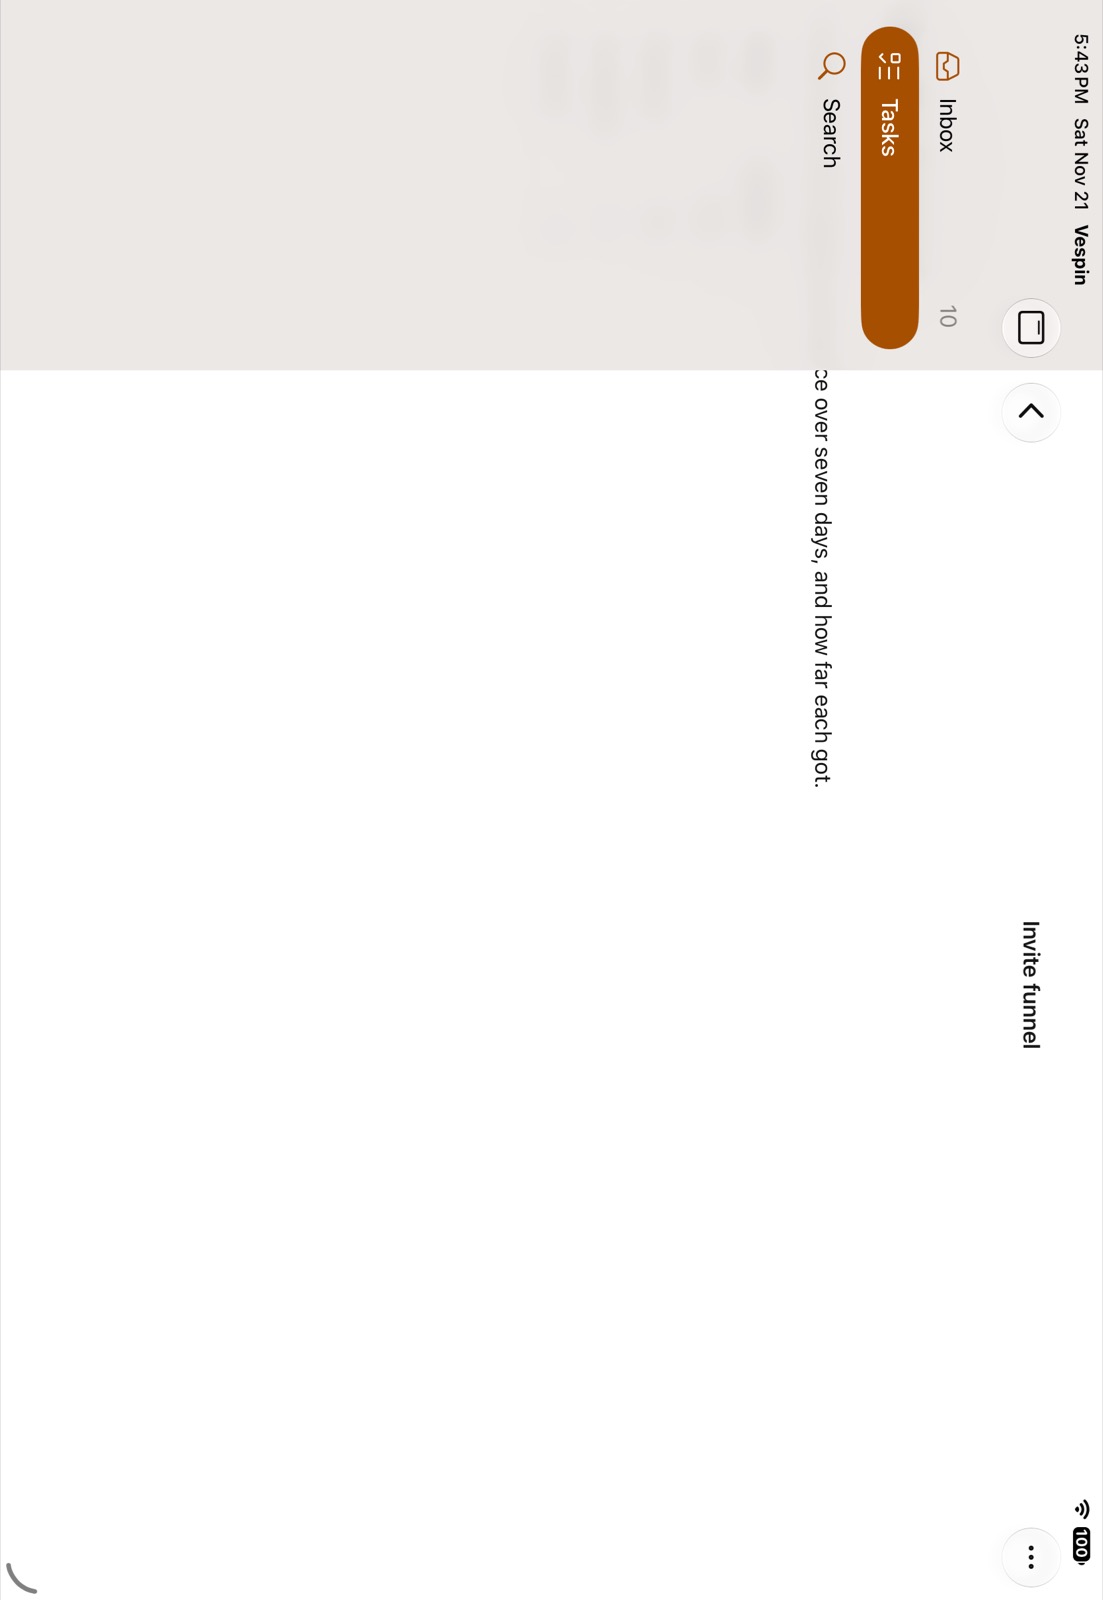 5:43 PM Sat Nov 21 Vespin
100
Invite funnel
Inbox 10
Tasks
Search
over seven days, and how far each got.